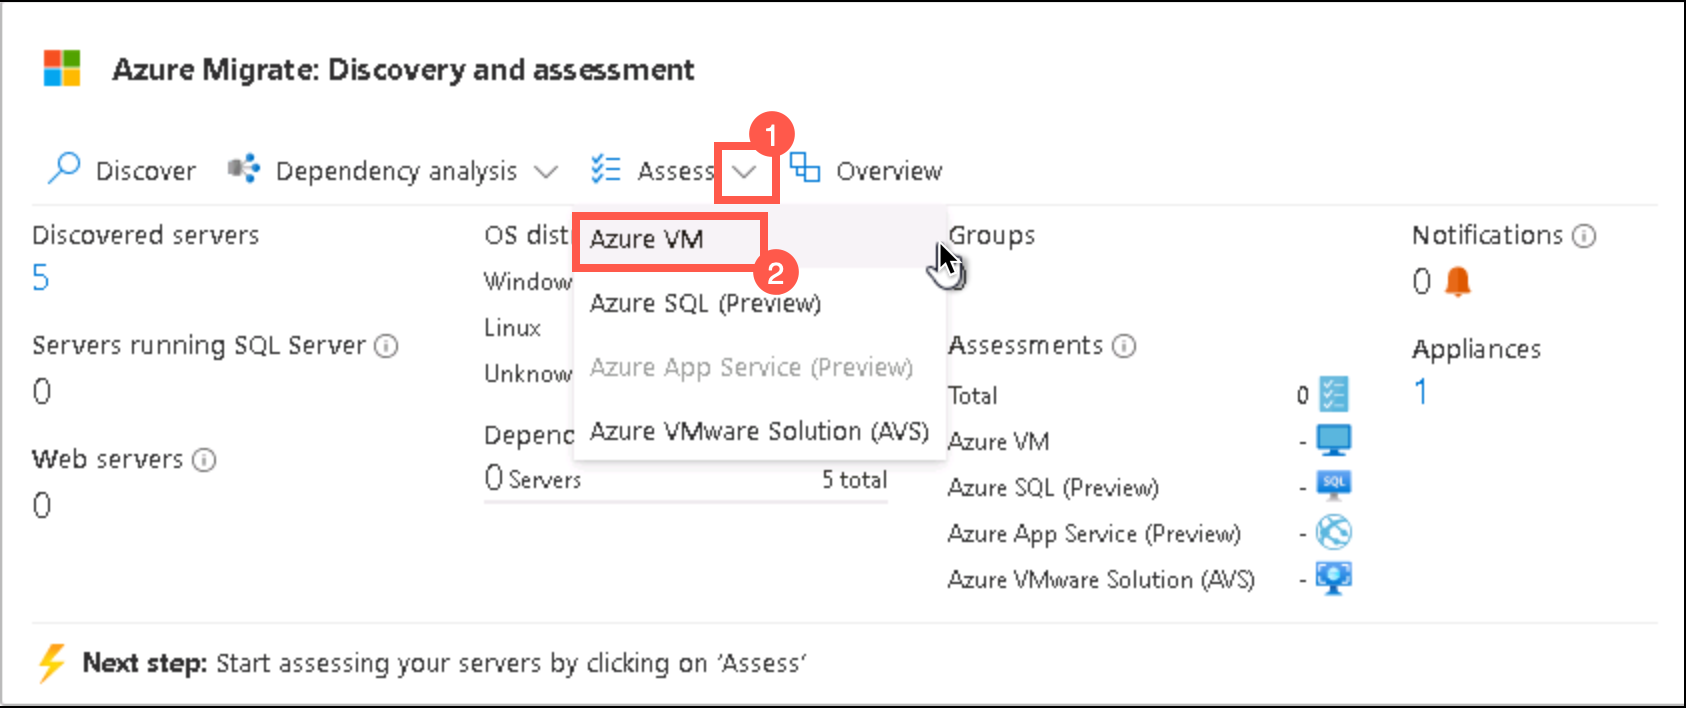 Azure Migrate: Discovery and assessment
1
Discover
Dependency analysis
Assess
Overview
Discovered servers
5
Servers running SQL Server
0
Web servers
0
OS dist
Window
Linux
Unknow
Depend
0 Servers
5 total
Azure VM
2
Azure SQL (Preview)
Azure App Service (Preview)
Azure VMware Solution (AVS)
Groups
Assessments
Total
0
Azure VM
-
Azure SQL (Preview)
-
SQL
Azure App Service (Preview)
-
Azure VMware Solution (AVS)
-
Notifications
0
Appliances
1
Next step: Start assessing your servers by clicking on 'Assess'